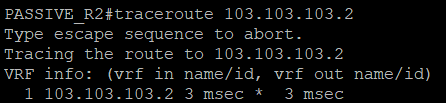 PASSIVE_R2#traceroute 103.103.103.2
Type escape sequence to abort.
Tracing the route to 103.103.103.2
VRF info: (vrf in name/id, vrf out name/id)
  1 103.103.103.2 3 msec *  3 msec